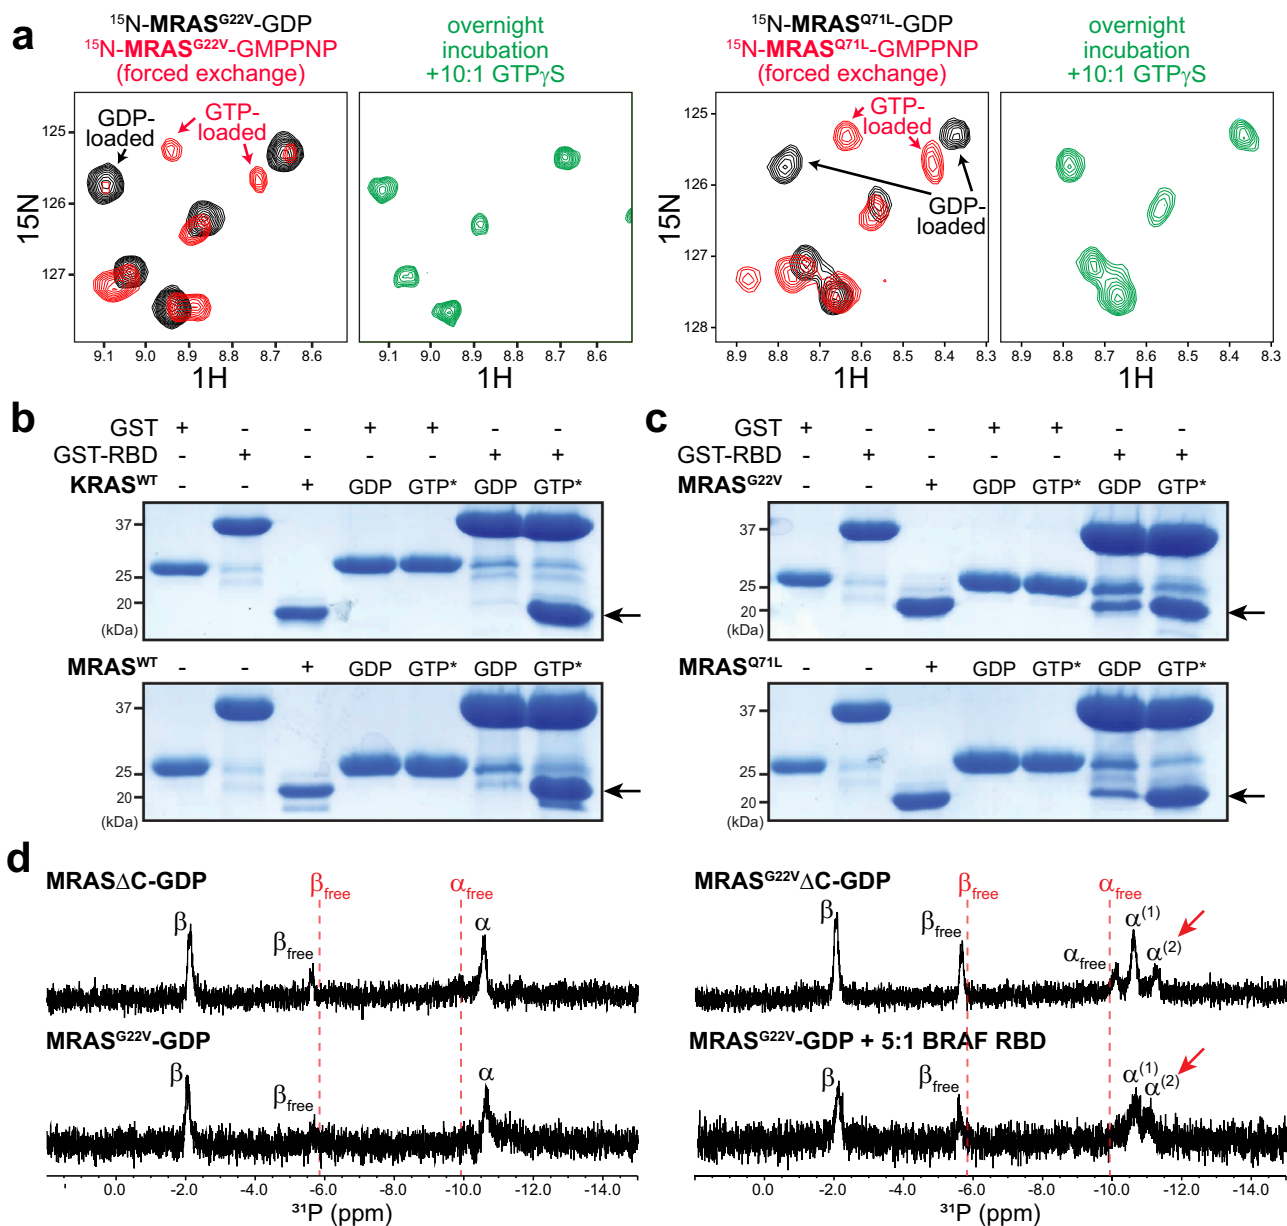 a
15N-MRASG22V-GDP
15N-MRASG22V-GMPPNP
(forced exchange)
overnight
incubation
+10:1 GTPγS
15N-MRASQ71L-GDP
15N-MRASQ71L-GMPPNP
(forced exchange)
overnight
incubation
+10:1 GTPγS
GDP-
loaded
GTP-
loaded
125
126
127
15N
9.1 9.0 8.9 8.8 8.7 8.6
1H
9.1 9.0 8.9 8.8 8.7 8.6
1H
GTP-
loaded
GDP-
loaded
125
126
127
128
15N
8.9 8.8 8.7 8.6 8.5 8.4 8.3
1H
8.9 8.8 8.7 8.6 8.5 8.4 8.3
1H
b
GST + - - + + - -
GST-RBD - + - - - + +
KRASWT - - + GDP GTP* GDP GTP*
37
25
20
(kDa)
MRASWT - - + GDP GTP* GDP GTP*
37
25
20
(kDa)
c
GST + - - + + - -
GST-RBD - + - - - + +
MRASG22V - - + GDP GTP* GDP GTP*
37
25
20
(kDa)
MRASQ71L - - + GDP GTP* GDP GTP*
37
25
20
(kDa)
d
MRASΔC-GDP
βfree αfree
β βfree α
MRASG22V-GDP
β βfree α
0.0 -2.0 -4.0 -6.0 -8.0 -10.0 -12.0 -14.0
31P (ppm)
MRASG22VΔC-GDP
βfree αfree
β βfree αfree α(1) α(2)
MRASG22V-GDP + 5:1 BRAF RBD
β βfree α(1) α(2)
0.0 -2.0 -4.0 -6.0 -8.0 -10.0 -12.0 -14.0
31P (ppm)